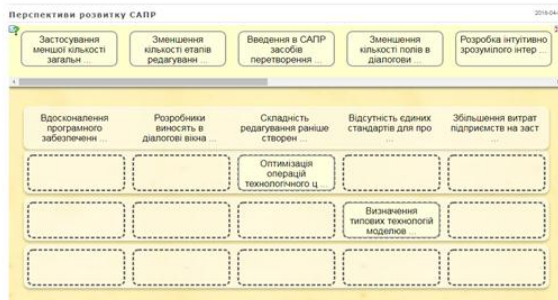 Перспективи розвитку САПР
2018-04-
Застосування
меншої кількості
загальн ...
Зменшення
кількості етапів
редагуванн ...
Введення в САПР
засобів
перетворення ...
Зменшення
кількості полів в
діалогови ...
Розробка інтуїтивно
зрозумілого інтер ...
Вдосконалення
програмного
забезпеченн ...
Розробники
виносять в
діалогові вікна ...
Складність
редагування раніше
створен ...
Відсутність єдиних
стандартів для про
...
Збільшення витрат
підприємств на заст
...
Оптимізація
операцій
технологічного ц ...
Визначення
типових технологій
моделюв ...